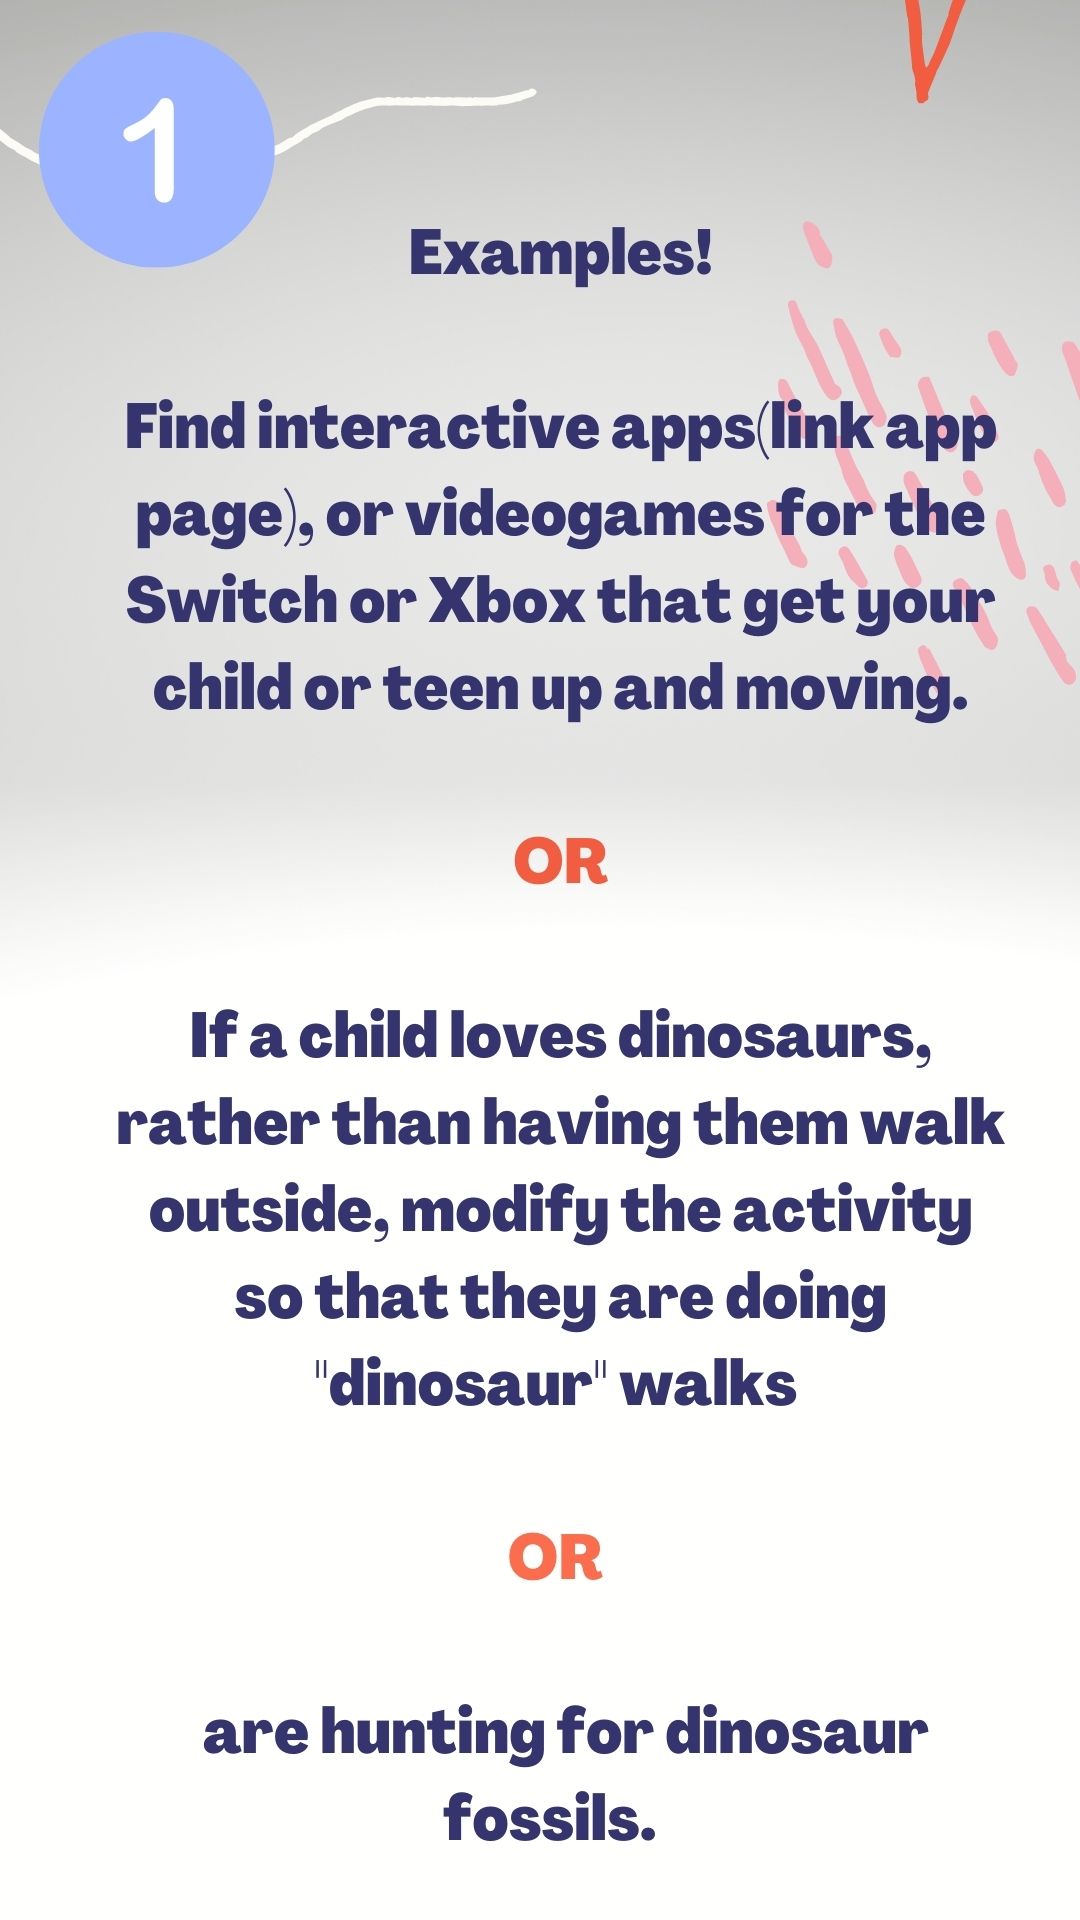 1
Examples!
Find interactive apps(link app
page), or videogames for the
Switch or Xbox that get your
child or teen up and moving.
OR
If a child loves dinosaurs,
rather than having them walk
outside, modify the activity
so that they are doing
"dinosaur" walks
OR
are hunting for dinosaur
fossils.